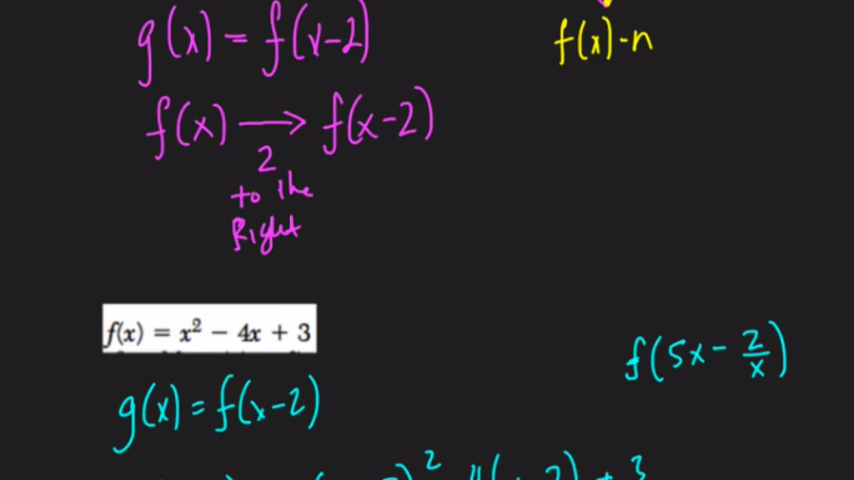 g(x) = f(x-2)
f(x)-n
f(x) → f(x-2)
2
to the
Right
f(x) = x² − 4x + 3
f(5x - 2/x)
g(x) = f(x-2)